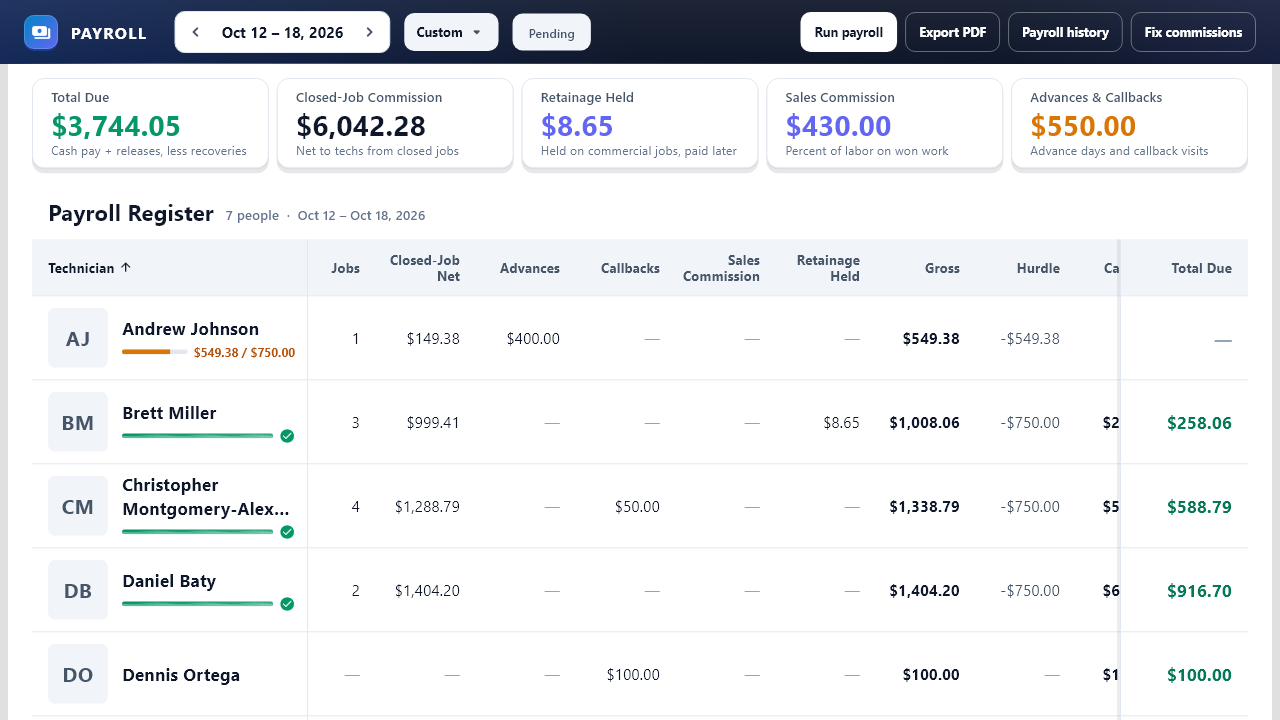 PAYROLL
Oct 12 – 18, 2026
Custom
Pending
Run payroll
Export PDF
Payroll history
Fix commissions
Total Due
$3,744.05
Cash pay + releases, less recoveries
Closed-Job Commission
$6,042.28
Net to techs from closed jobs
Retainage Held
$8.65
Held on commercial jobs, paid later
Sales Commission
$430.00
Percent of labor on won work
Advances & Callbacks
$550.00
Advance days and callback visits
Payroll Register 7 people · Oct 12 – Oct 18, 2026
Technician ↑ Jobs Closed-Job Net Advances Callbacks Sales Commission Retainage Held Gross Hurdle Ca Total Due
AJ Andrew Johnson 1 $149.38 $400.00 — — — $549.38 -$549.38 —
$549.38 / $750.00
BM Brett Miller 3 $999.41 — — — $8.65 $1,008.06 -$750.00 $2 $258.06
CM Christopher
Montgomery-Alex... 4 $1,288.79 — $50.00 — — $1,338.79 -$750.00 $5 $588.79
DB Daniel Baty 2 $1,404.20 — — — — $1,404.20 -$750.00 $6 $916.70
DO Dennis Ortega — — — $100.00 — — $100.00 — $1 $100.00